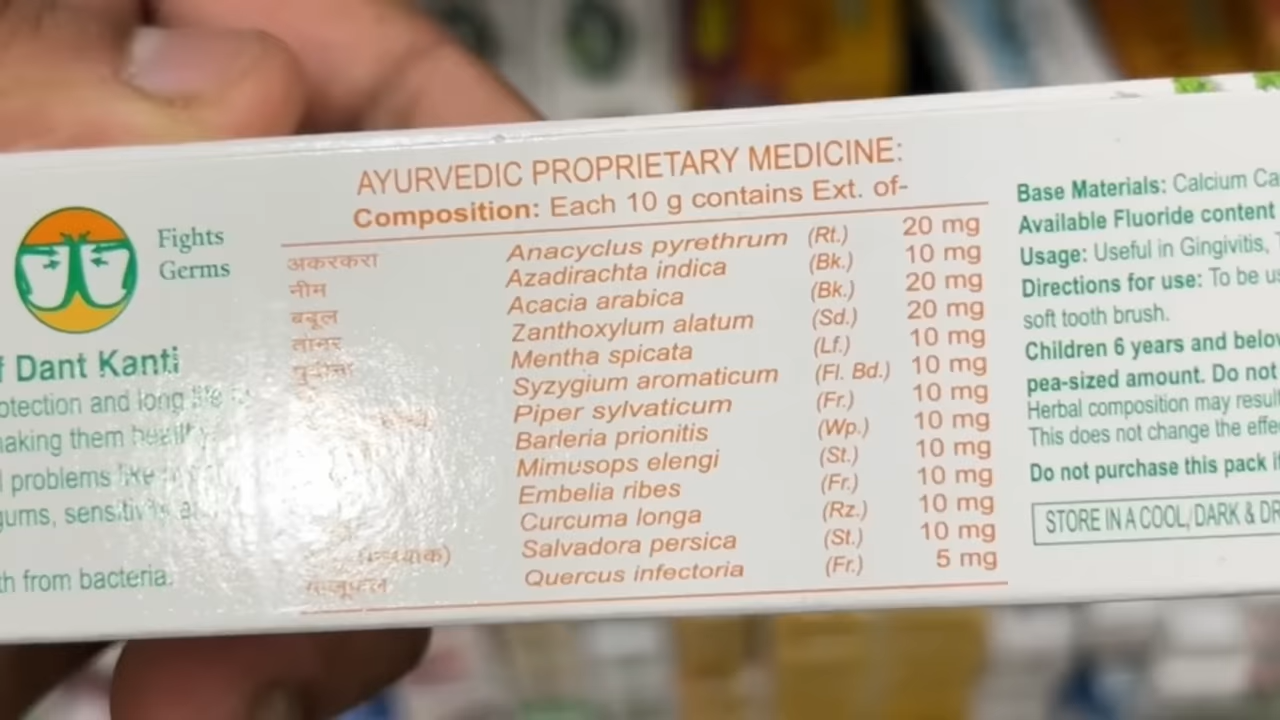 Fights
Germs
f Dant Kanti
otection and long life
aking them
l problems like
gums,
th from bacteria.
AYURVEDIC PROPRIETARY MEDICINE:
Composition: Each 10 g contains Ext. of-
अकरकरा Anacyclus pyrethrum (Rt.) 20 mg
नीम Azadirachta indica (Bk.) 10 mg
बबूल Acacia arabica (Bk.) 20 mg
Zanthoxylum alatum (Sd.) 20 mg
Mentha spicata (Lf.) 10 mg
Syzygium aromaticum (Fl. Bd.) 10 mg
Piper sylvaticum (Fr.) 10 mg
Barleria prionitis (Wp.) 10 mg
Mimusops elengi (St.) 10 mg
Embelia ribes (Fr.) 10 mg
Curcuma longa (Rz.) 10 mg
Salvadora persica (St.) 10 mg
Quercus infectoria (Fr.) 5 mg
Base Materials: Calcium Ca
Available Fluoride content
Usage: Useful in Gingivitis,
Directions for use: To be us
soft tooth brush.
Children 6 years and below
pea-sized amount. Do not
Herbal composition may result
This does not change the effe
Do not purchase this pack i
STORE IN A COOL, DARK & DR